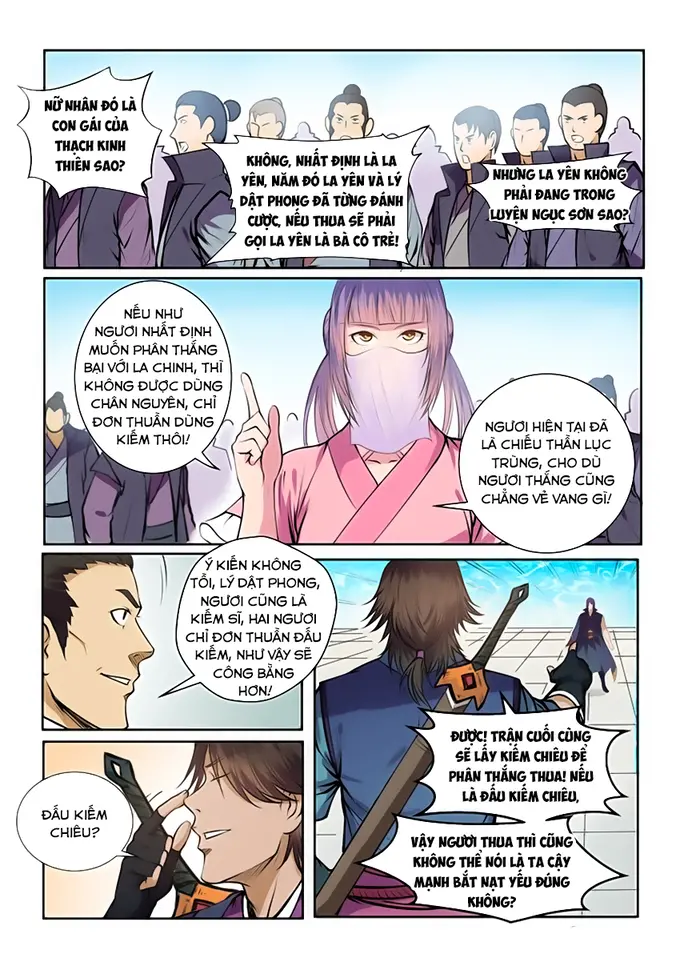 NỮ NHÂN ĐÓ LÀ
CON GÁI CỦA
THẠCH KINH
THIÊN SAO?
KHÔNG, NHẤT ĐỊNH LÀ LA
YÊN, NĂM ĐÓ LA YÊN VÀ LÝ
DẬT PHONG ĐÃ TỪNG ĐÁNH
CƯỢC, NẾU THUA SẼ PHẢI
GỌI LA YÊN LÀ BÀ CÔ TRẺ!
NHƯNG LA YÊN KHÔNG
PHẢI ĐANG TRONG
LUYỆN NGỤC SƠN SAO?
NẾU NHƯ
NGƯƠI NHẤT ĐỊNH
MUỐN PHÂN THẮNG
BẠI VỚI LA CHINH, THÌ
KHÔNG ĐƯỢC DÙNG
CHÂN NGUYÊN, CHỈ
ĐƠN THUẦN DÙNG
KIẾM THÔI!
NGƯƠI HIỆN TẠI ĐÃ
LÀ CHIẾU THẦN LỤC
TRÙNG, CHO DÙ
NGƯƠI THẮNG CŨNG
CHẲNG VẺ VANG GÌ!
Ý KIẾN KHÔNG
TỒI, LÝ DẬT PHONG,
NGƯƠI CŨNG LÀ
KIẾM SĨ, HAI NGƯƠI
CHỈ ĐƠN THUẦN ĐẤU
KIẾM, NHƯ VẬY SẼ
CÔNG BẰNG
HƠN!
ĐẤU KIẾM
CHIÊU?
ĐƯỢC! TRẬN CUỐI CÙNG
SẼ LẤY KIẾM CHIÊU ĐỂ
PHÂN THẮNG THUA! NẾU
LÀ ĐẤU KIẾM CHIÊU,
VẬY NGƯƠI THUA THÌ CŨNG
KHÔNG THỂ NÓI LÀ TA CẬY
MẠNH BẮT NẠT YẾU ĐÚNG
KHÔNG?